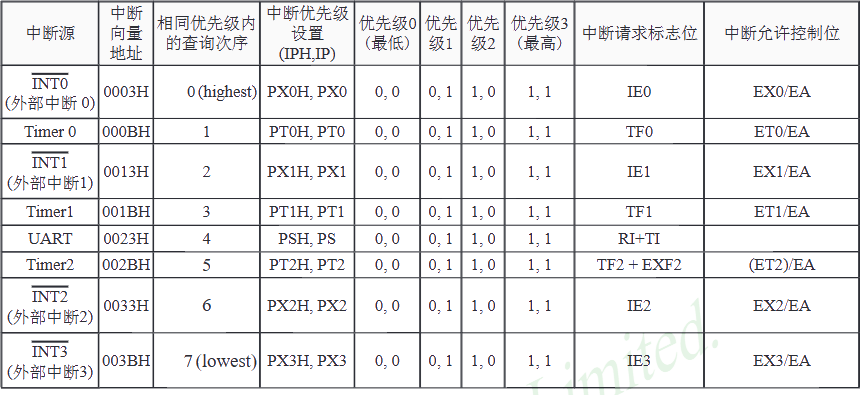 中断源 中断向量地址 相同优先级内的查询次序 中断优先级设置(IPH,IP) 优先级0(最低) 优先级1 优先级2 优先级3(最高) 中断请求标志位 中断允许控制位
INT0(外部中断 0) 0003H 0 (highest) PX0H, PX0 0, 0 0, 1 1, 0 1, 1 IE0 EX0/EA
Timer 0 000BH 1 PT0H, PT0 0, 0 0, 1 1, 0 1, 1 TF0 ET0/EA
INT1(外部中断1) 0013H 2 PX1H, PX1 0, 0 0, 1 1, 0 1, 1 IE1 EX1/EA
Timer1 001BH 3 PT1H, PT1 0, 0 0, 1 1, 0 1, 1 TF1 ET1/EA
UART 0023H 4 PSH, PS 0, 0 0, 1 1, 0 1, 1 RI+TI
Timer2 002BH 5 PT2H, PT2 0, 0 0, 1 1, 0 1, 1 TF2 + EXF2 (ET2)/EA
INT2(外部中断2) 0033H 6 PX2H, PX2 0, 0 0, 1 1, 0 1, 1 IE2 EX2/EA
INT3(外部中断3) 003BH 7 (lowest) PX3H, PX3 0, 0 0, 1 1, 0 1, 1 IE3 EX3/EA
Limited.